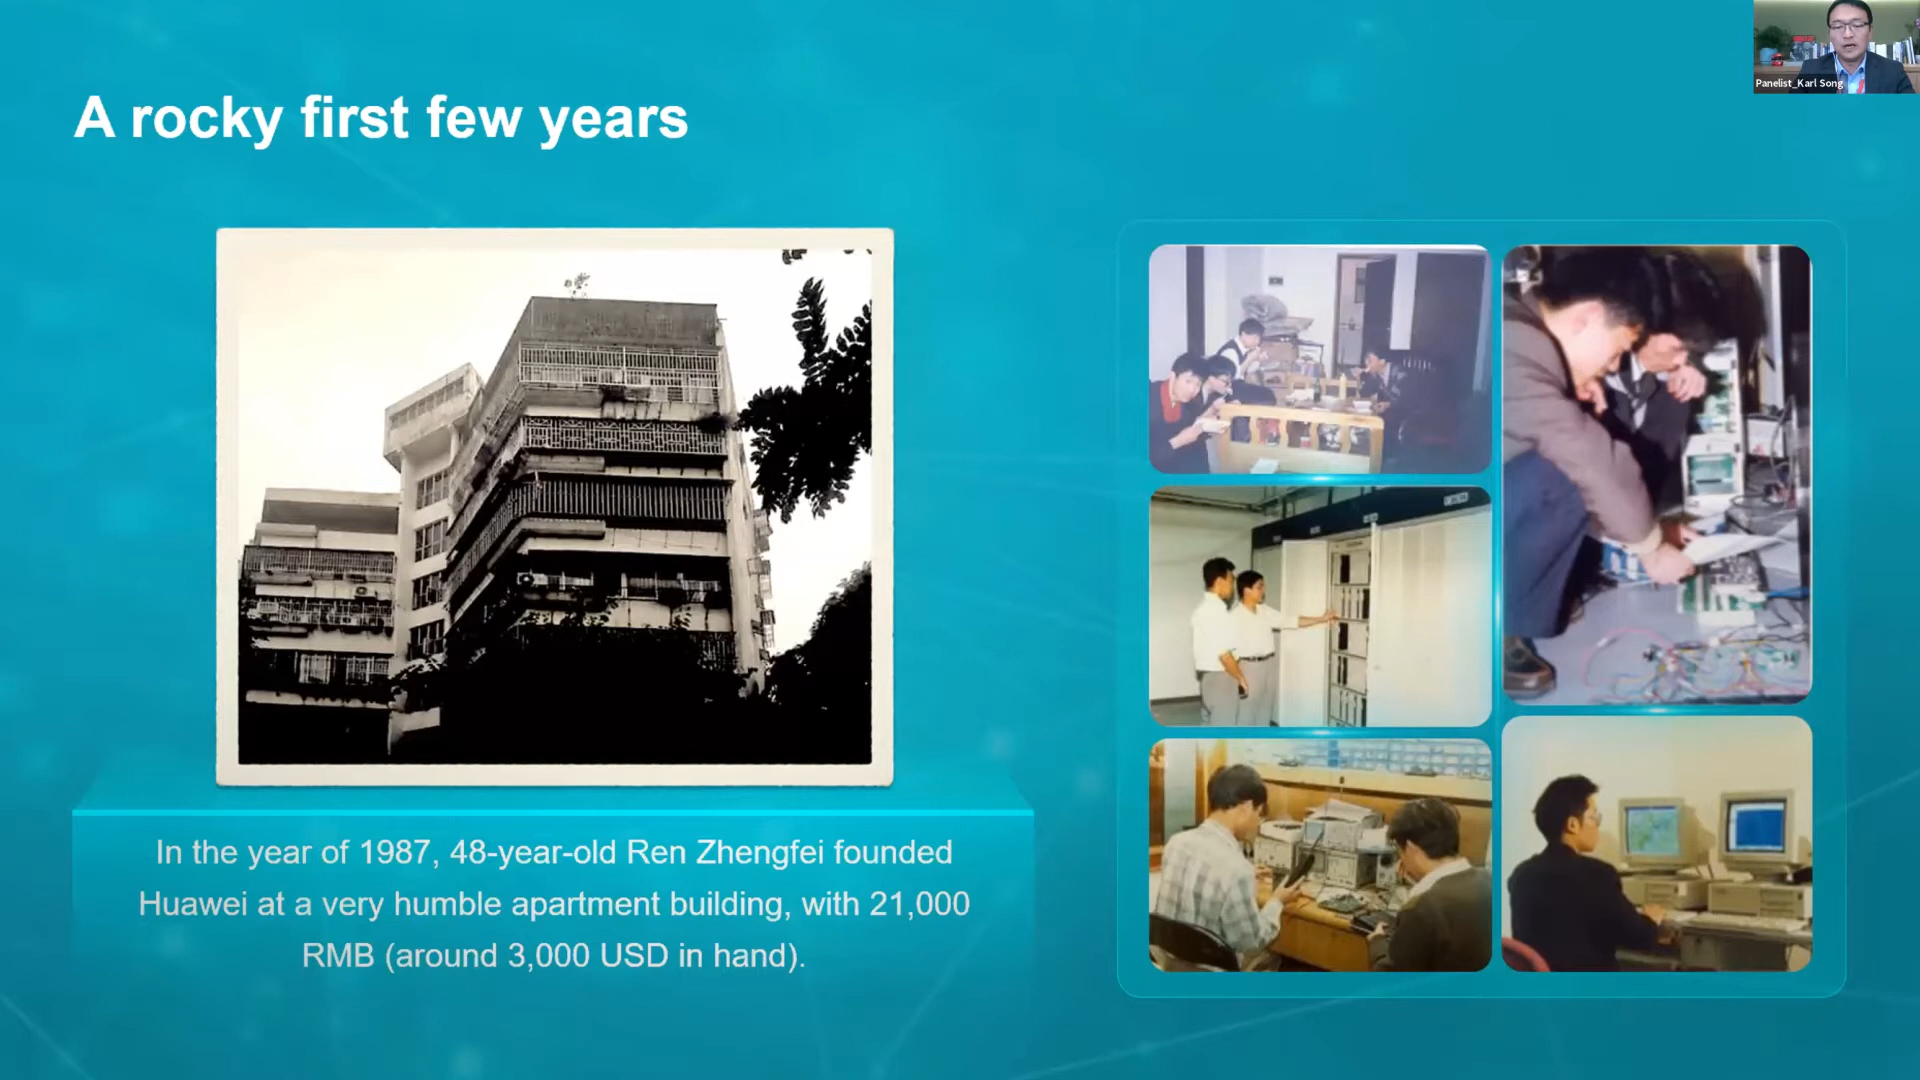 A rocky first few years
Panelist_Karl Song
In the year of 1987, 48-year-old Ren Zhengfei founded
Huawei at a very humble apartment building, with 21,000
RMB (around 3,000 USD in hand).